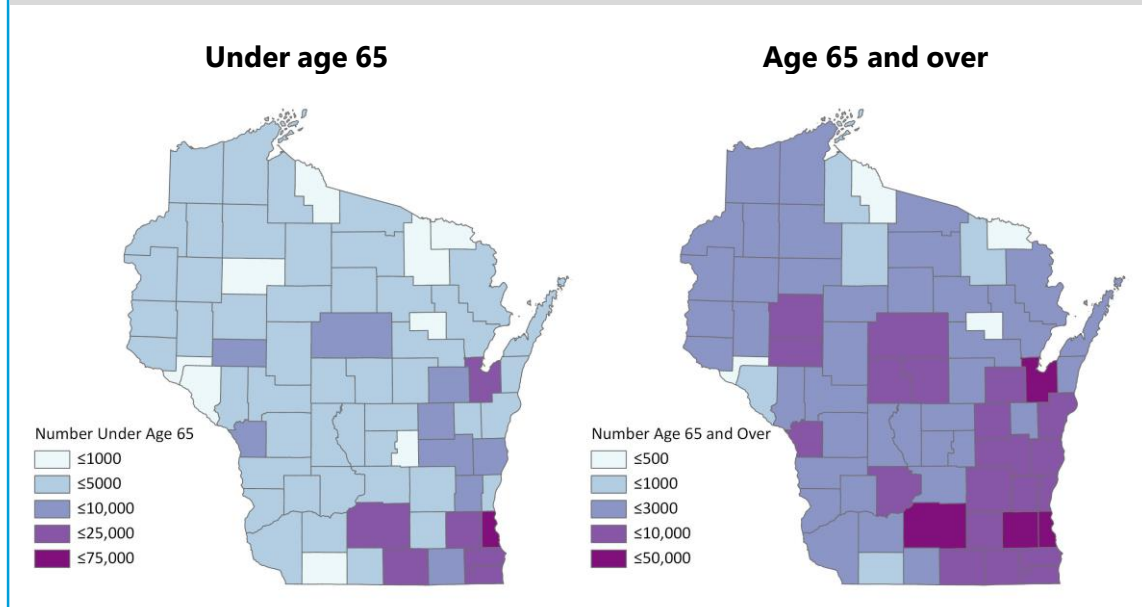 Under age 65
Age 65 and over
Number Under Age 65
≤1000
≤5000
≤10,000
≤25,000
≤75,000
Number Age 65 and Over
≤500
≤1000
≤3000
≤10,000
≤50,000